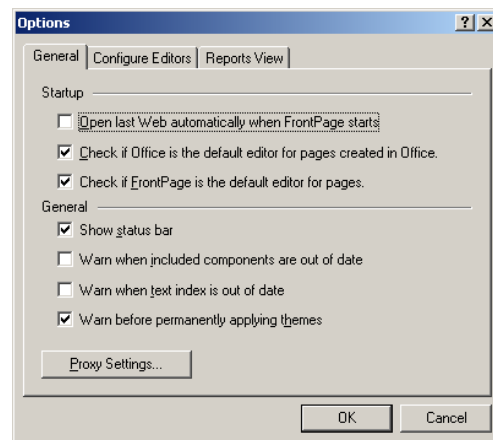 Options
General
Configure Editors
Reports View
Startup
Open last Web automatically when FrontPage starts
Check if Office is the default editor for pages created in Office.
Check if FrontPage is the default editor for pages.
General
Show status bar
Warn when included components are out of date
Warn when text index is out of date
Warn before permanently applying themes
Proxy Settings...
OK
Cancel